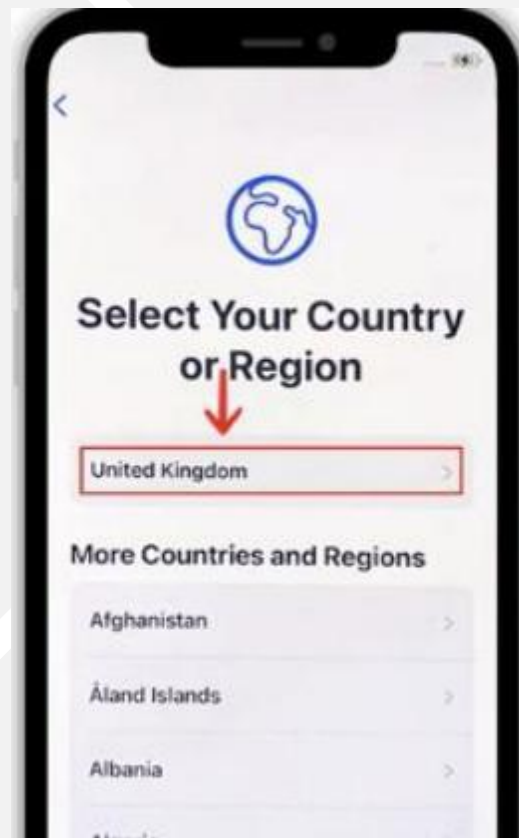 Select Your Country
or Region
United Kingdom
More Countries and Regions
Afghanistan
Åland Islands
Albania